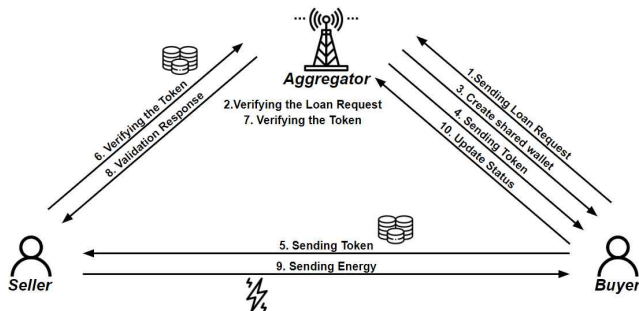 Aggregator
2.Verifying the Loan Request
7. Verifying the Token
6. Verifying the Token
8. Validation Response
1.Sending Loan Request
3. Create shared wallet
4. Sending Token
10. Update Status
5. Sending Token
9. Sending Energy
Seller
Buyer